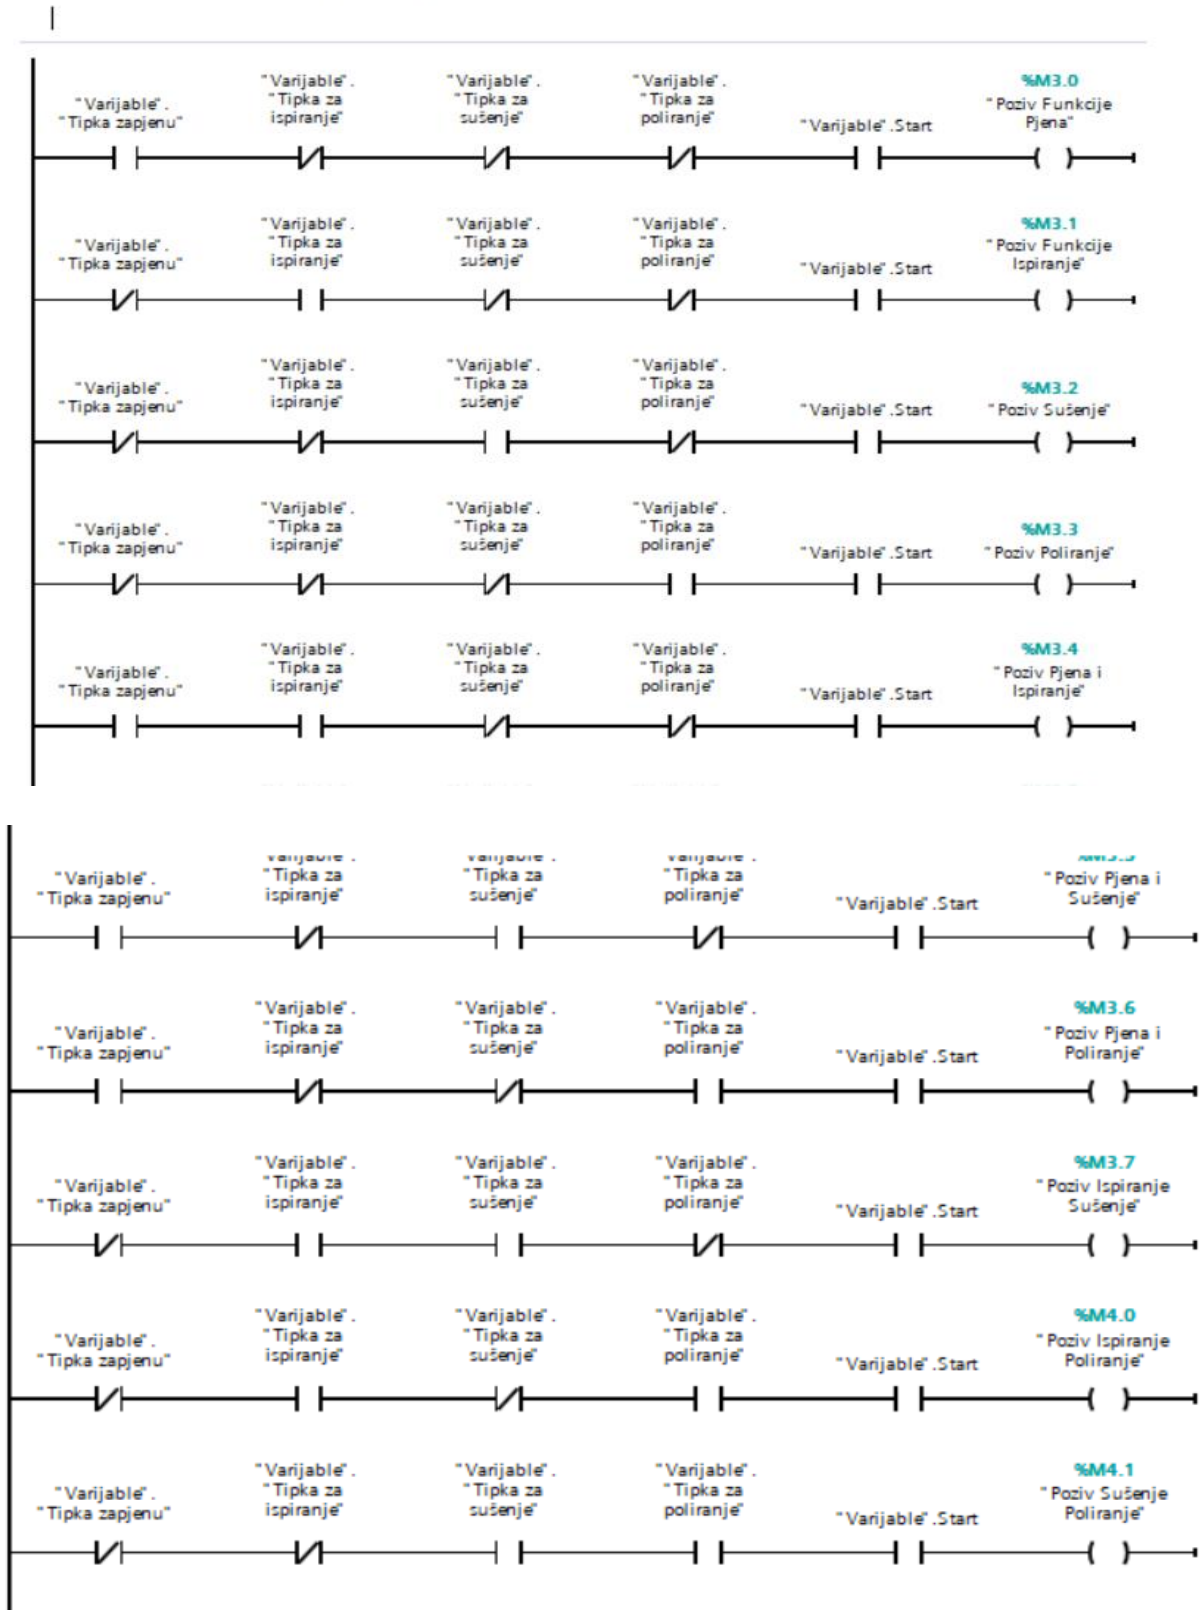 "Varijable".
"Tipka zapjenu"
"Varijable".
"Tipka za
ispiranje"
"Varijable".
"Tipka za
sušenje"
"Varijable".
"Tipka za
poliranje"
"Varijable".Start
%M3.0
"Poziv Funkcije
Pjena"
"Varijable".
"Tipka zapjenu"
"Varijable".
"Tipka za
ispiranje"
"Varijable".
"Tipka za
sušenje"
"Varijable".
"Tipka za
poliranje"
"Varijable".Start
%M3.1
"Poziv Funkcije
Ispiranje"
"Varijable".
"Tipka zapjenu"
"Varijable".
"Tipka za
ispiranje"
"Varijable".
"Tipka za
sušenje"
"Varijable".
"Tipka za
poliranje"
"Varijable".Start
%M3.2
"Poziv Sušenje"
"Varijable".
"Tipka zapjenu"
"Varijable".
"Tipka za
ispiranje"
"Varijable".
"Tipka za
sušenje"
"Varijable".
"Tipka za
poliranje"
"Varijable".Start
%M3.3
"Poziv Poliranje"
"Varijable".
"Tipka zapjenu"
"Varijable".
"Tipka za
ispiranje"
"Varijable".
"Tipka za
sušenje"
"Varijable".
"Tipka za
poliranje"
"Varijable".Start
%M3.4
"Poziv Pjena i
Ispiranje"
"Varijable".
"Tipka zapjenu"
"Tipka za
ispiranje"
"Tipka za
sušenje"
"Tipka za
poliranje"
"Varijable".Start
"Poziv Pjena i
Sušenje"
"Varijable".
"Tipka zapjenu"
"Varijable".
"Tipka za
ispiranje"
"Varijable".
"Tipka za
sušenje"
"Varijable".
"Tipka za
poliranje"
"Varijable".Start
%M3.6
"Poziv Pjena i
Poliranje"
"Varijable".
"Tipka zapjenu"
"Varijable".
"Tipka za
ispiranje"
"Varijable".
"Tipka za
sušenje"
"Varijable".
"Tipka za
poliranje"
"Varijable".Start
%M3.7
"Poziv Ispiranje
Sušenje"
"Varijable".
"Tipka zapjenu"
"Varijable".
"Tipka za
ispiranje"
"Varijable".
"Tipka za
sušenje"
"Varijable".
"Tipka za
poliranje"
"Varijable".Start
%M4.0
"Poziv Ispiranje
Poliranje"
"Varijable".
"Tipka zapjenu"
"Varijable".
"Tipka za
ispiranje"
"Varijable".
"Tipka za
sušenje"
"Varijable".
"Tipka za
poliranje"
"Varijable".Start
%M4.1
"Poziv Sušenje
Poliranje"